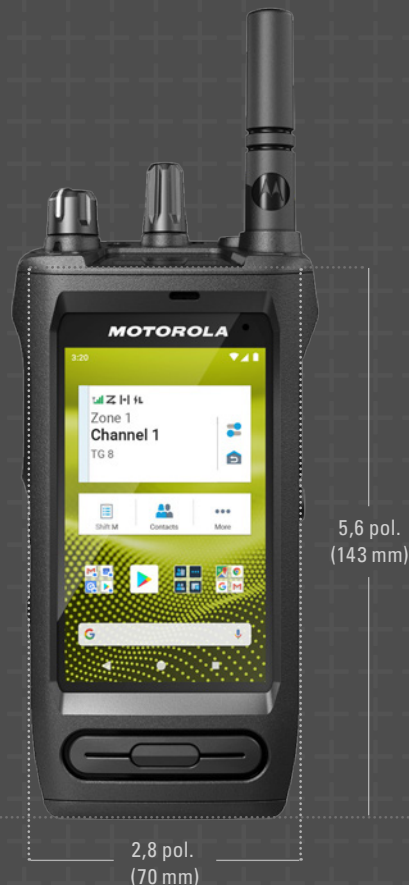 MOTOROLA
3:20
Zone 1
Channel 1
TG 8
Shift M
Contacts
More
5,6 pol.
(143 mm)
2,8 pol.
(70 mm)